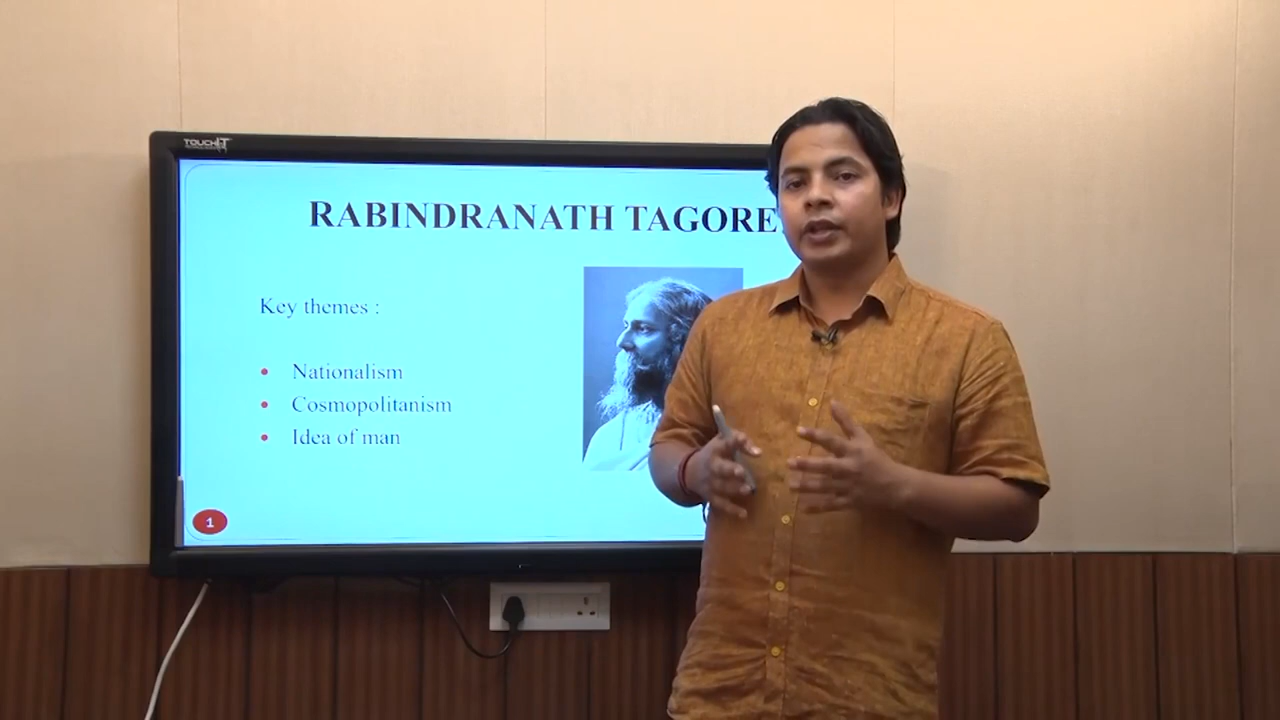 TOUCHIT
RABINDRANATH TAGORE
Key themes :
• Nationalism
• Cosmopolitanism
• Idea of man
1